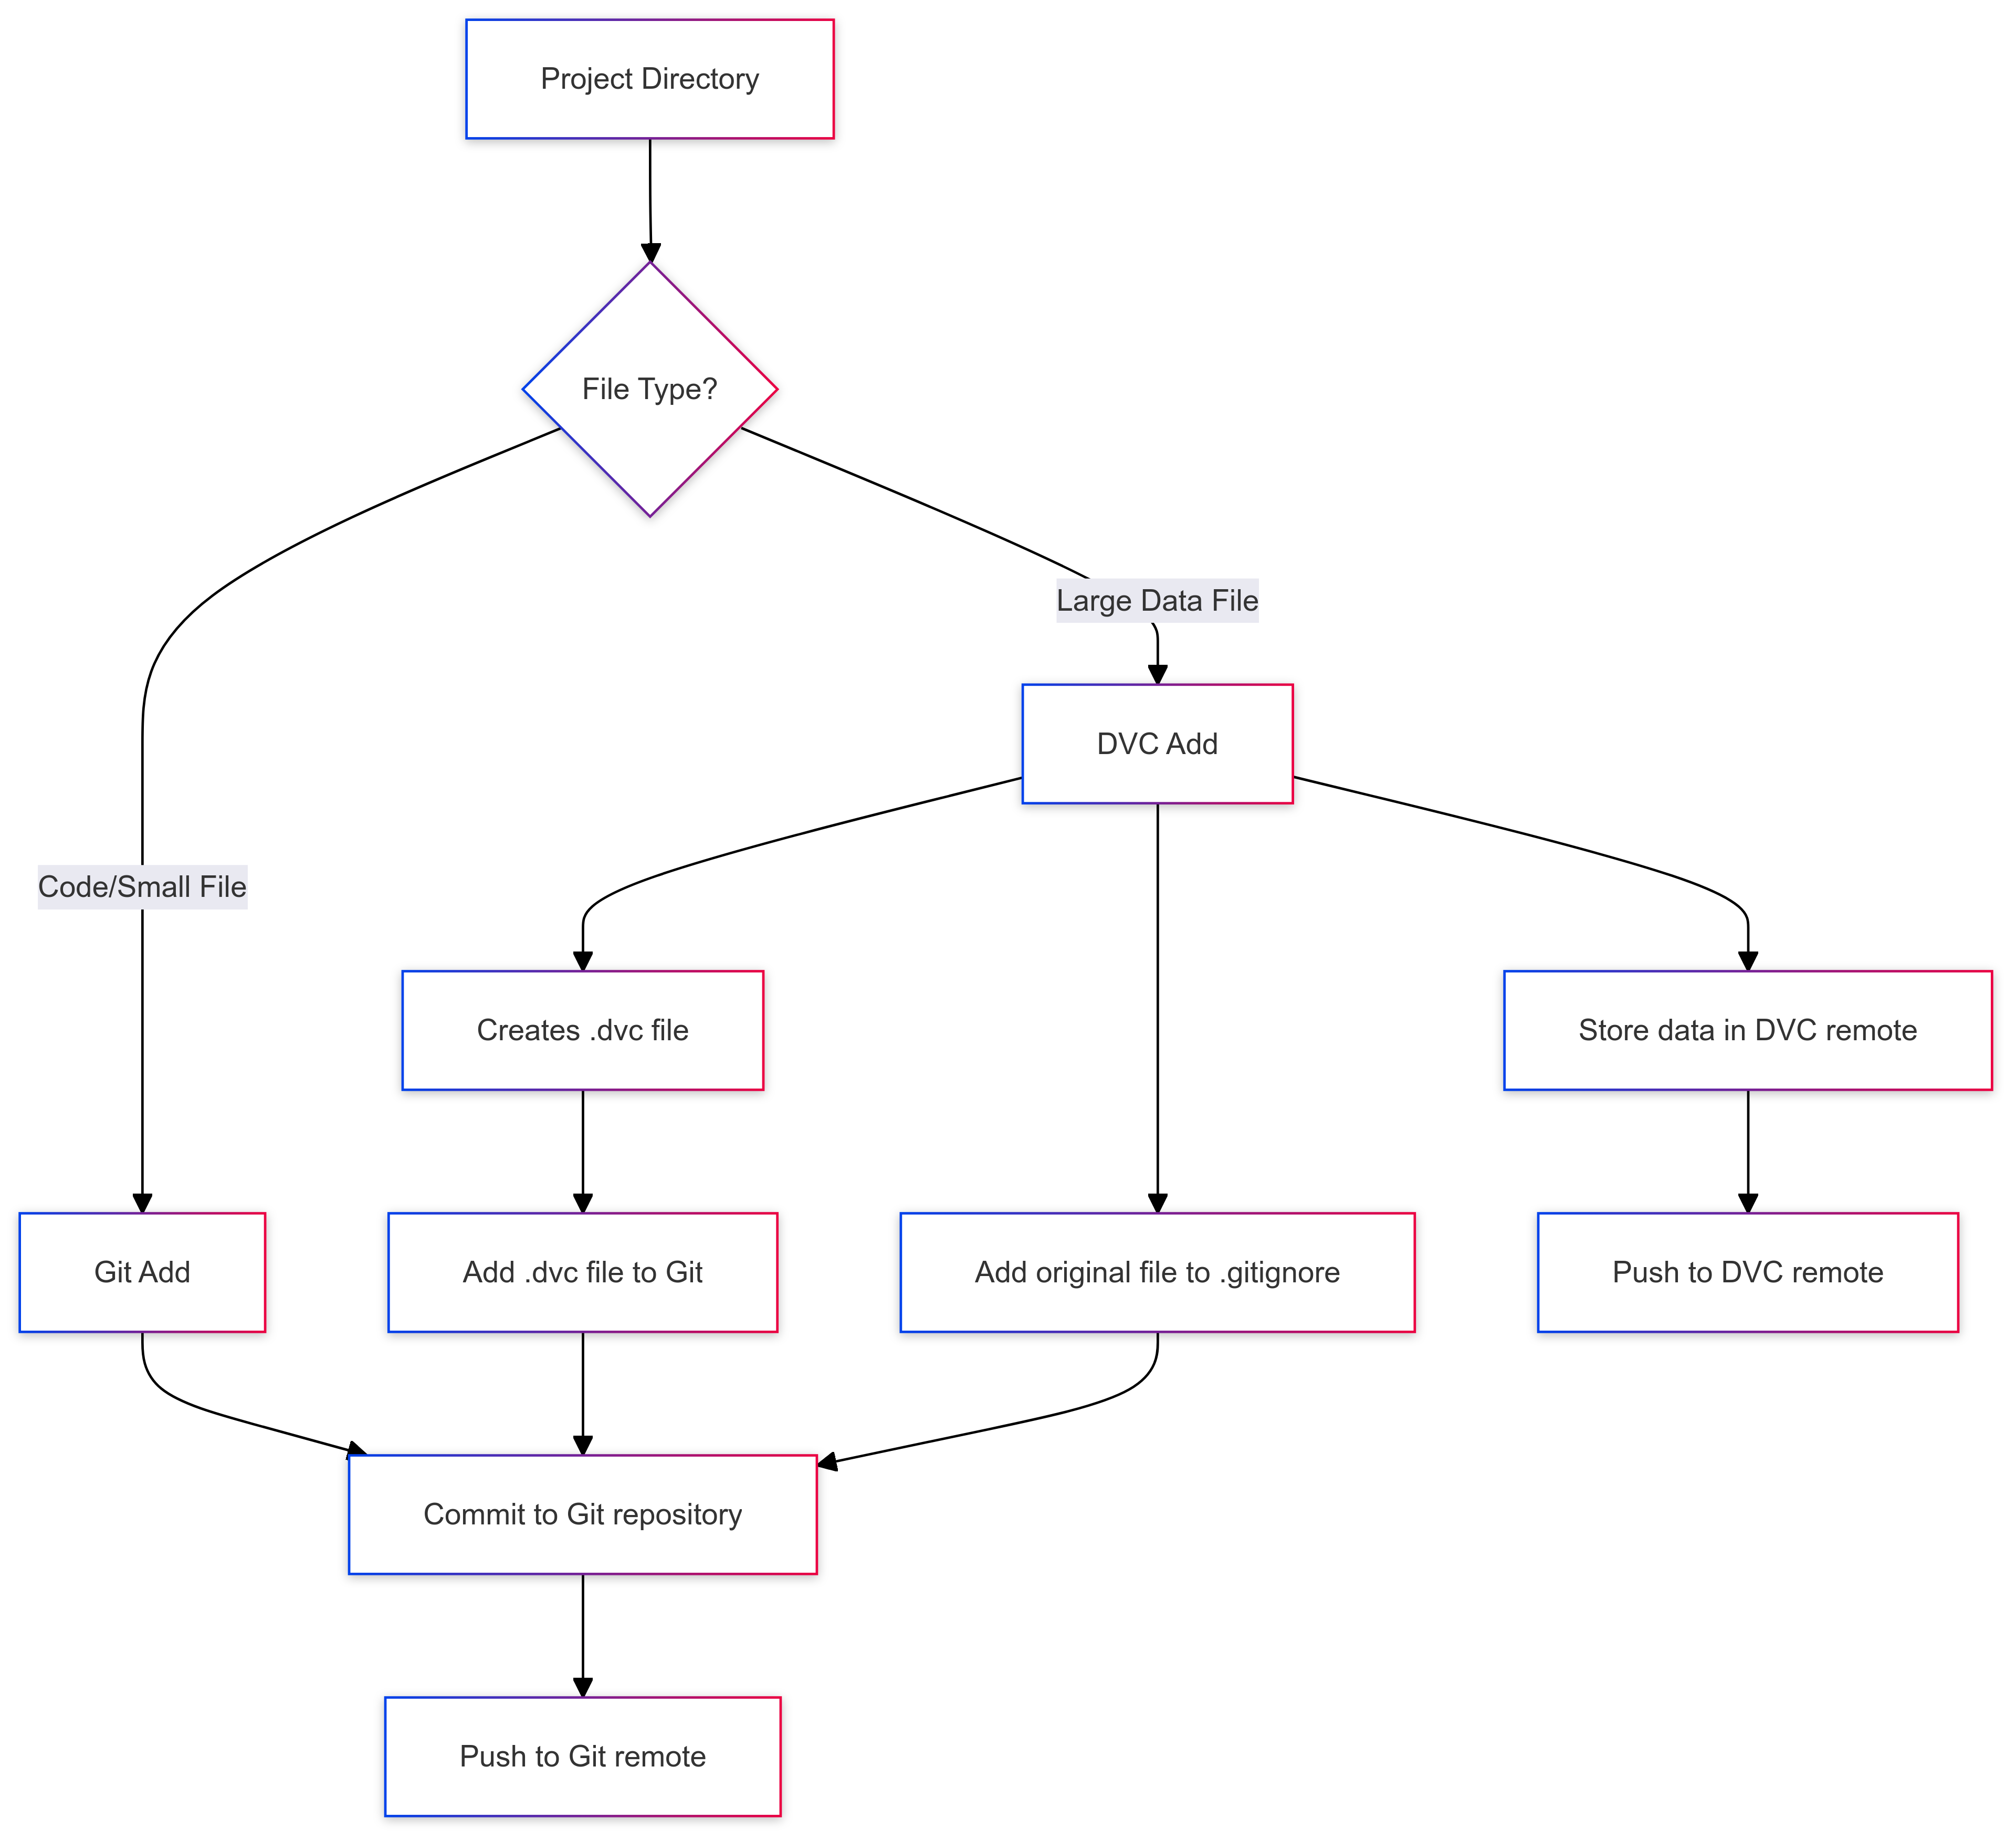 Project Directory
File Type?
Large Data File
DVC Add
Code/Small File
Creates .dvc file
Store data in DVC remote
Git Add
Add .dvc file to Git
Add original file to .gitignore
Push to DVC remote
Commit to Git repository
Push to Git remote